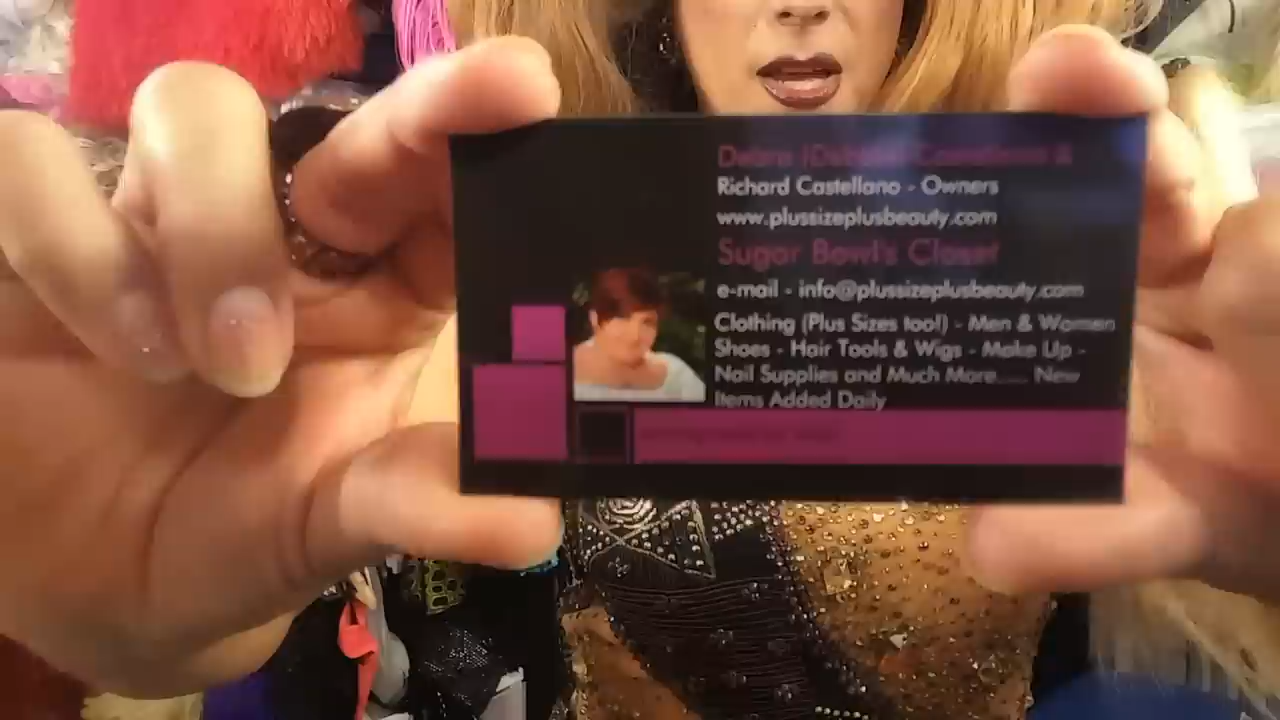 Debra
Richard Castellano - Owners
www.plussizeplusbeauty.com
Sugar Bowl's Closet
e-mail - info@plussizeplusbeauty.com
Clothing (Plus Sizes too!) - Men & Women
Shoes - Hair Tools & Wigs - Make Up -
Nail Supplies and Much More..... New
Items Added Daily